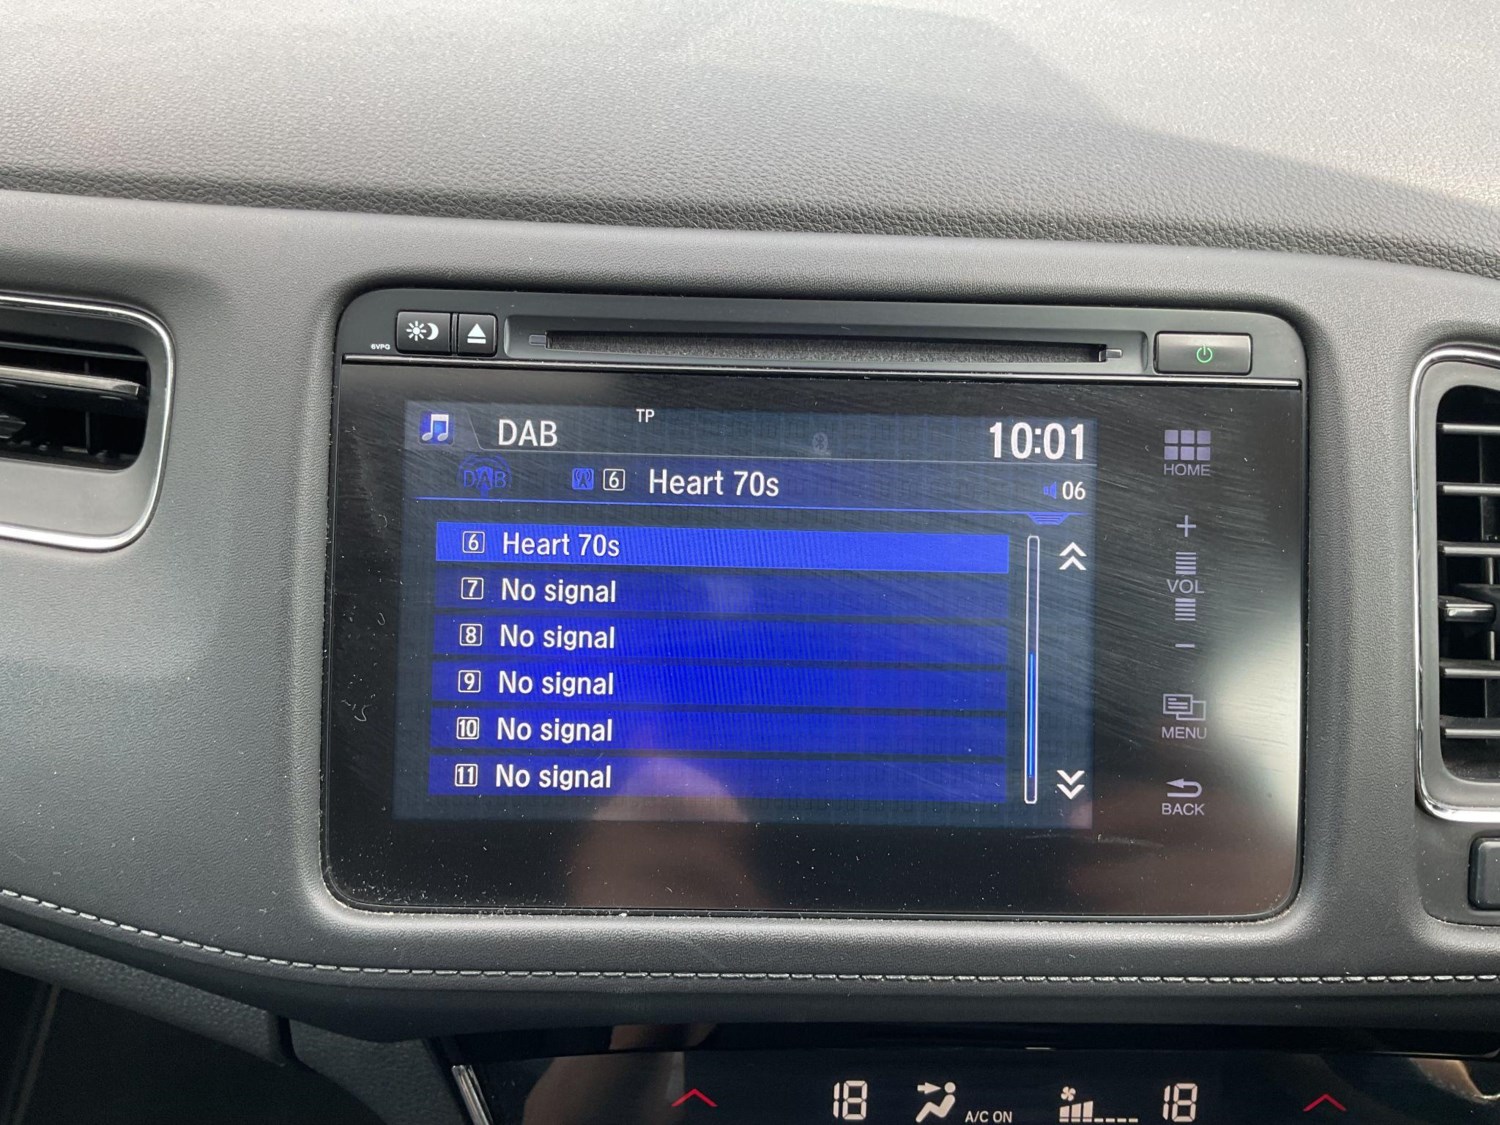 6VPG
DAB
TP
10:01
HOME
DAB
6 Heart 70s
06
6 Heart 70s
7 No signal
8 No signal
9 No signal
10 No signal
11 No signal
+
VOL
-
MENU
BACK
18
A/C ON
18